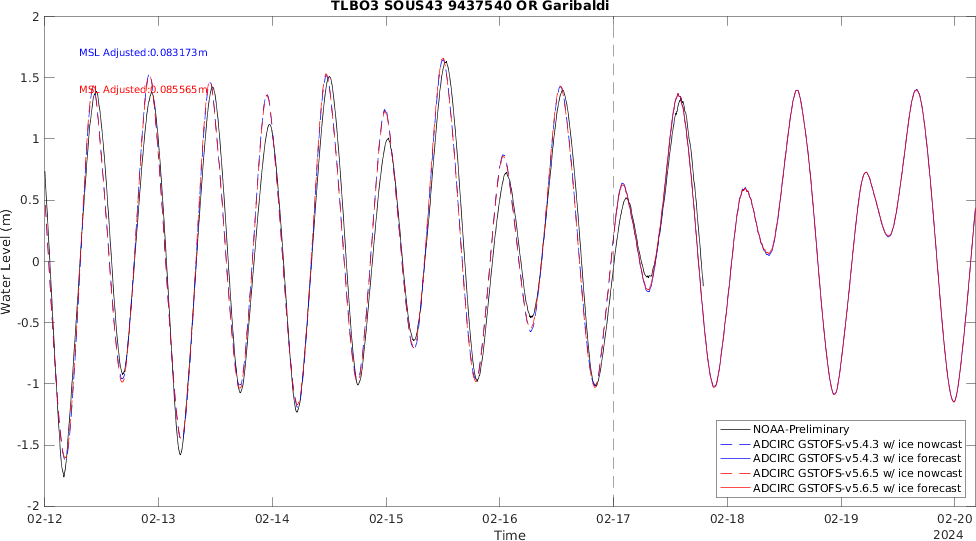 TLBO3 SOUS43 9437540 OR Garibaldi
MSL Adjusted:0.083173m
MSL Adjusted:0.085565m
2
1.5
1
0.5
0
-0.5
-1
-1.5
-2
Water Level (m)
NOAA-Preliminary
ADCIRC GSTOFS-v5.4.3 w/ ice nowcast
ADCIRC GSTOFS-v5.4.3 w/ ice forecast
ADCIRC GSTOFS-v5.6.5 w/ ice nowcast
ADCIRC GSTOFS-v5.6.5 w/ ice forecast
02-12 02-13 02-14 02-15 02-16 02-17 02-18 02-19 02-20
Time
2024